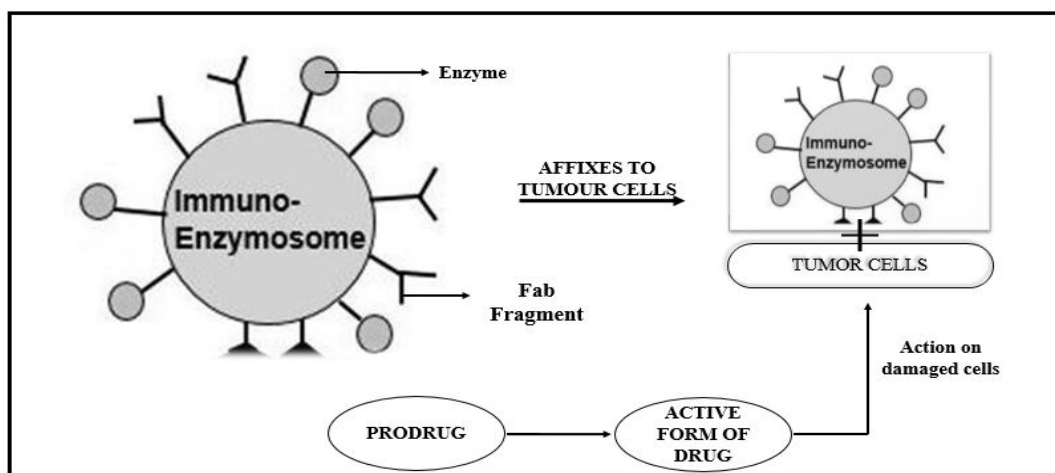 Enzyme
Immuno-
Enzymosome
Fab
Fragment
AFFIXES TO
TUMOUR CELLS
Immuno-
Enzymosome
TUMOR CELLS
Action on
damaged cells
PRODRUG
ACTIVE
FORM OF
DRUG